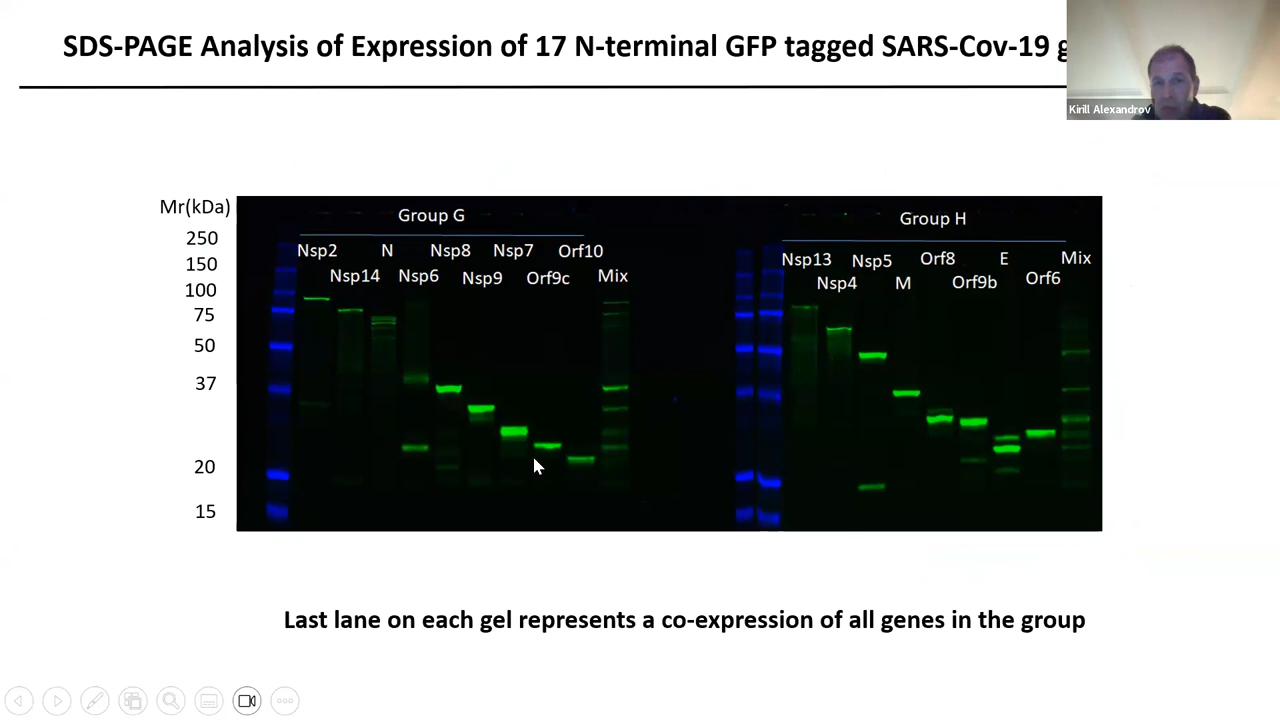 SDS-PAGE Analysis of Expression of 17 N-terminal GFP tagged SARS-Cov-19
Kirill Alexandrov
Mr(kDa)
250
150
100
75
50
37
20
15
Group G
Nsp2 N Nsp8 Nsp7 Orf10
Nsp14 Nsp6 Nsp9 Orf9c Mix
Group H
Nsp13 Nsp5 Orf8 E Mix
Nsp4 M Orf9b Orf6
Last lane on each gel represents a co-expression of all genes in the group